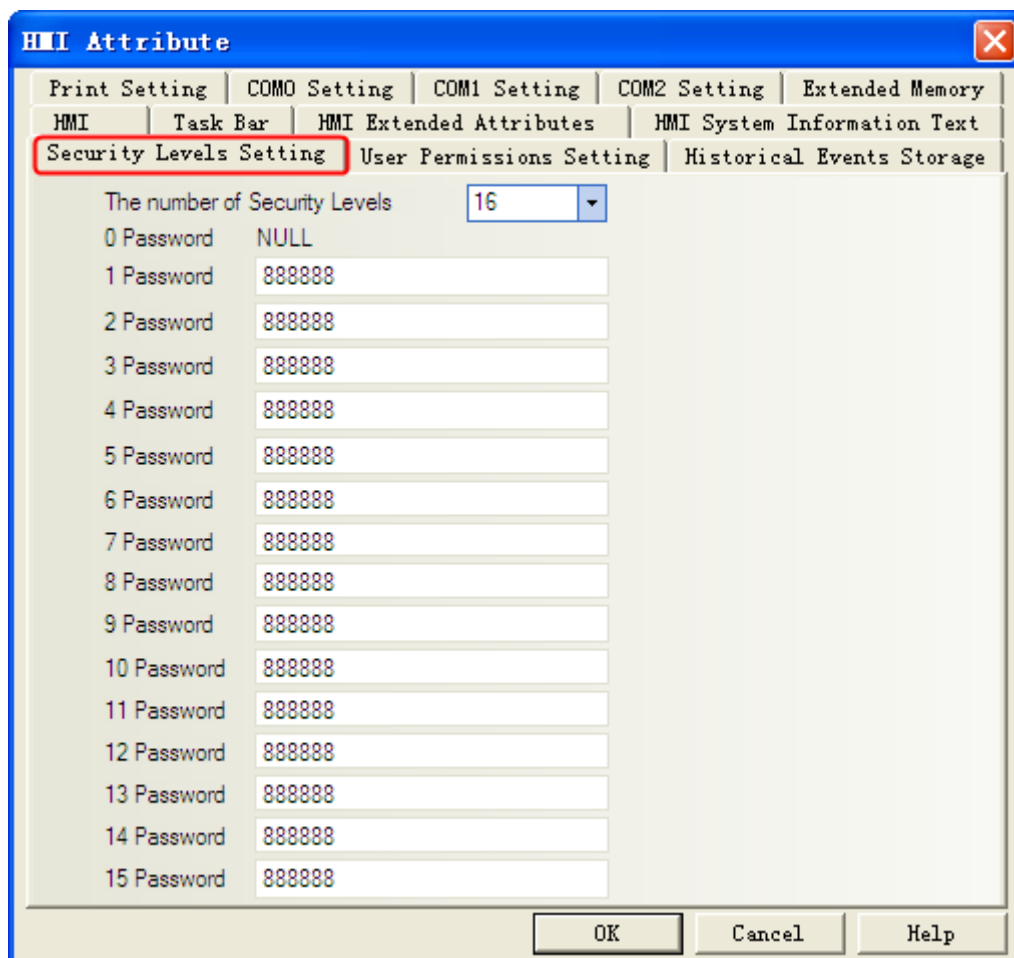 HMI Attribute
Print Setting COM0 Setting COM1 Setting COM2 Setting Extended Memory
HMI Task Bar HMI Extended Attributes HMI System Information Text
Security Levels Setting User Permissions Setting Historical Events Storage
The number of Security Levels 16
0 Password NULL
1 Password 888888
2 Password 888888
3 Password 888888
4 Password 888888
5 Password 888888
6 Password 888888
7 Password 888888
8 Password 888888
9 Password 888888
10 Password 888888
11 Password 888888
12 Password 888888
13 Password 888888
14 Password 888888
15 Password 888888
OK Cancel Help